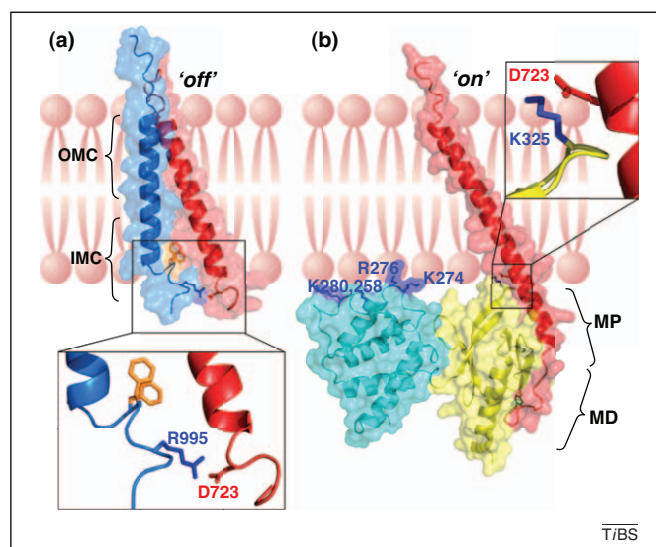 (a)
'off'
OMC
IMC
R995
D723
(b)
'on'
D723
K325
R276
K280,258
K274
MP
MD
TiBS